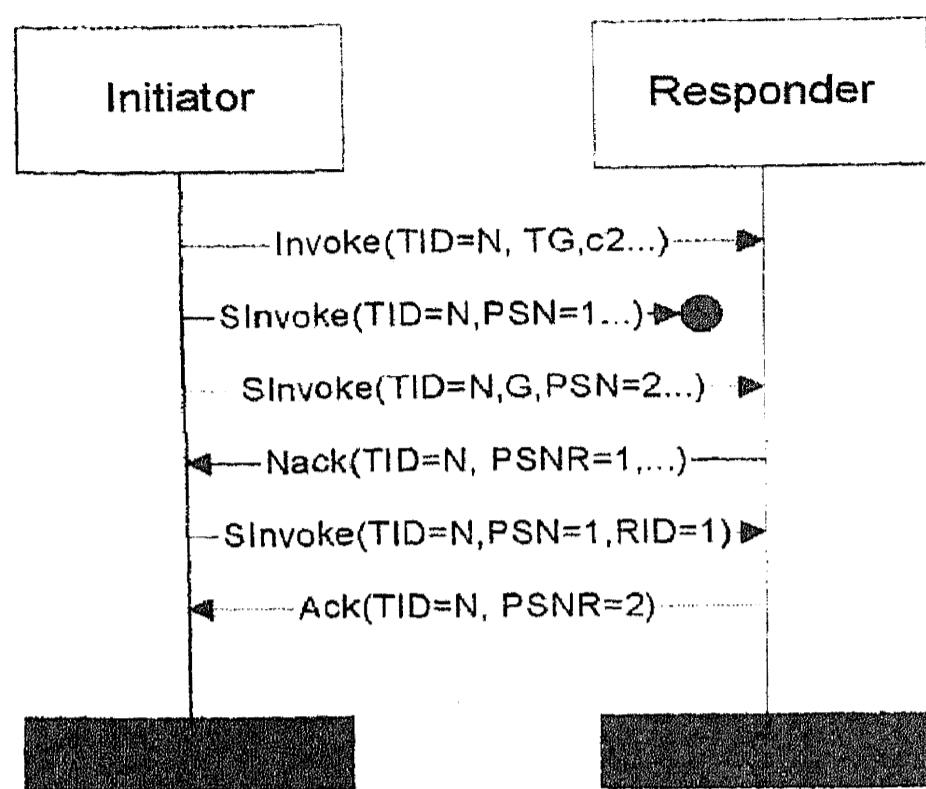 Initiator
Responder
Invoke(TID=N, TG,c2...)
SInvoke(TID=N,PSN=1...)
SInvoke(TID=N,G,PSN=2...)
Nack(TID=N, PSNR=1,...)
SInvoke(TID=N,PSN=1,RID=1)
Ack(TID=N, PSNR=2)